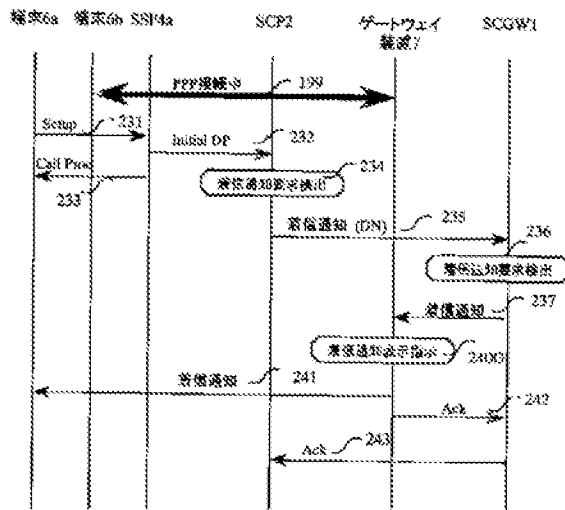 端末6a 端末6b SSF4a SCP2 ゲートウェイ SCGW1
装置7
PPP接続中 199
Setup 231
Initial DP 232
Call Proc
233
着信通知要求検出 234
着信通知 (DN) 235
236
着信通知要求検出
着信通知 237
着信通知表示指示 2400
着信通知 241
Ack 242
Ack 243